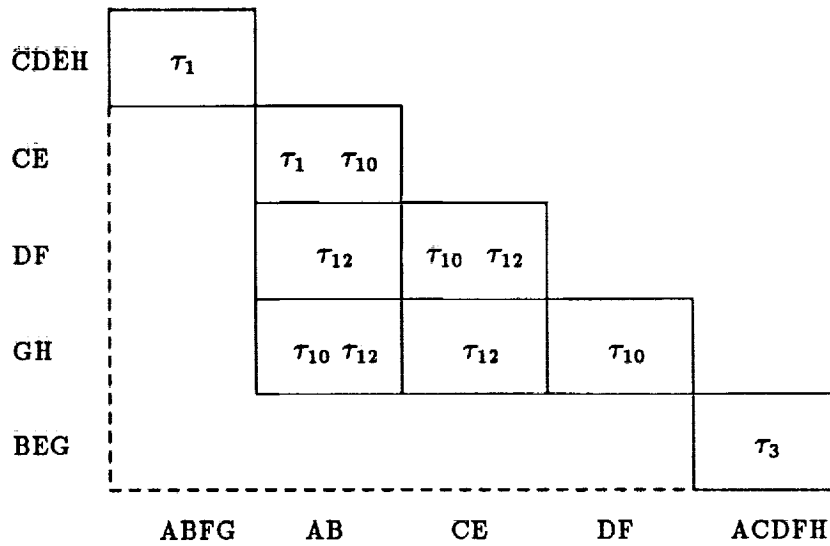 CDEH τ₁
CE τ₁ τ₁₀
DF τ₁₂ τ₁₀ τ₁₂
GH τ₁₀ τ₁₂ τ₁₂ τ₁₀
BEG τ₃
ABFG AB CE DF ACDFH